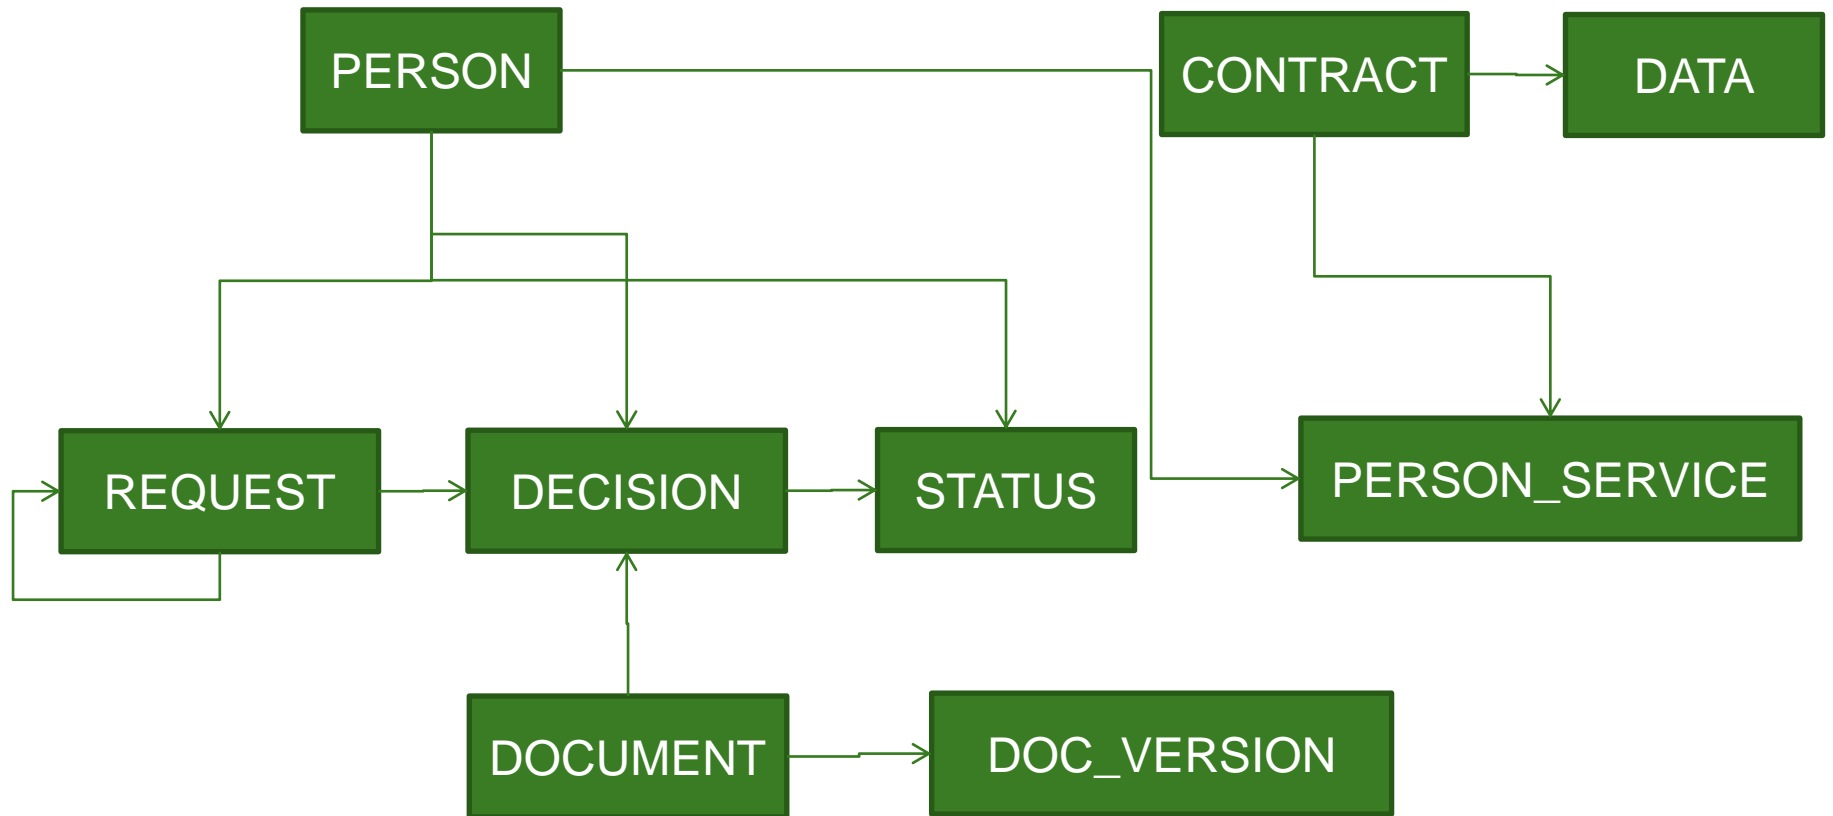 PERSON
CONTRACT
DATA
REQUEST
DECISION
STATUS
PERSON_SERVICE
DOCUMENT
DOC_VERSION